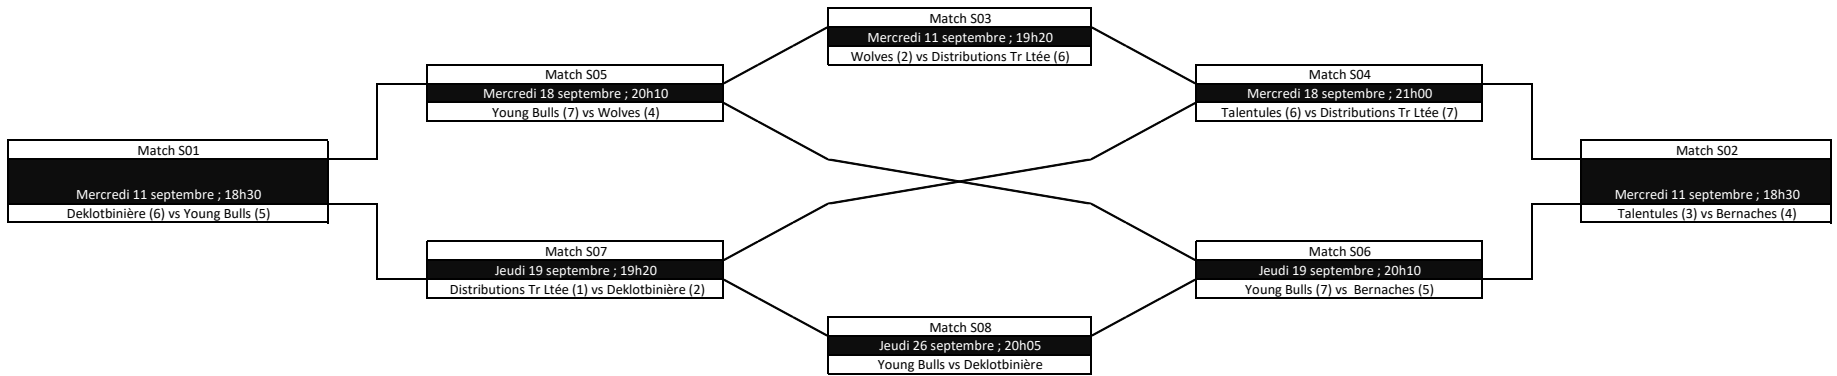 Match S03
Mercredi 11 septembre ; 19h20
Wolves (2) vs Distributions Tr Ltée (6)
Match S05
Mercredi 18 septembre ; 20h10
Young Bulls (7) vs Wolves (4)
Match S04
Mercredi 18 septembre ; 21h00
Talentules (6) vs Distributions Tr Ltée (7)
Match S01
Mercredi 11 septembre ; 18h30
Deklotbinière (6) vs Young Bulls (5)
Match S02
Mercredi 11 septembre ; 18h30
Talentules (3) vs Bernaches (4)
Match S07
Jeudi 19 septembre ; 19h20
Distributions Tr Ltée (1) vs Deklotbinière (2)
Match S06
Jeudi 19 septembre ; 20h10
Young Bulls (7) vs  Bernaches (5)
Match S08
Jeudi 26 septembre ; 20h05
Young Bulls vs Deklotbinière